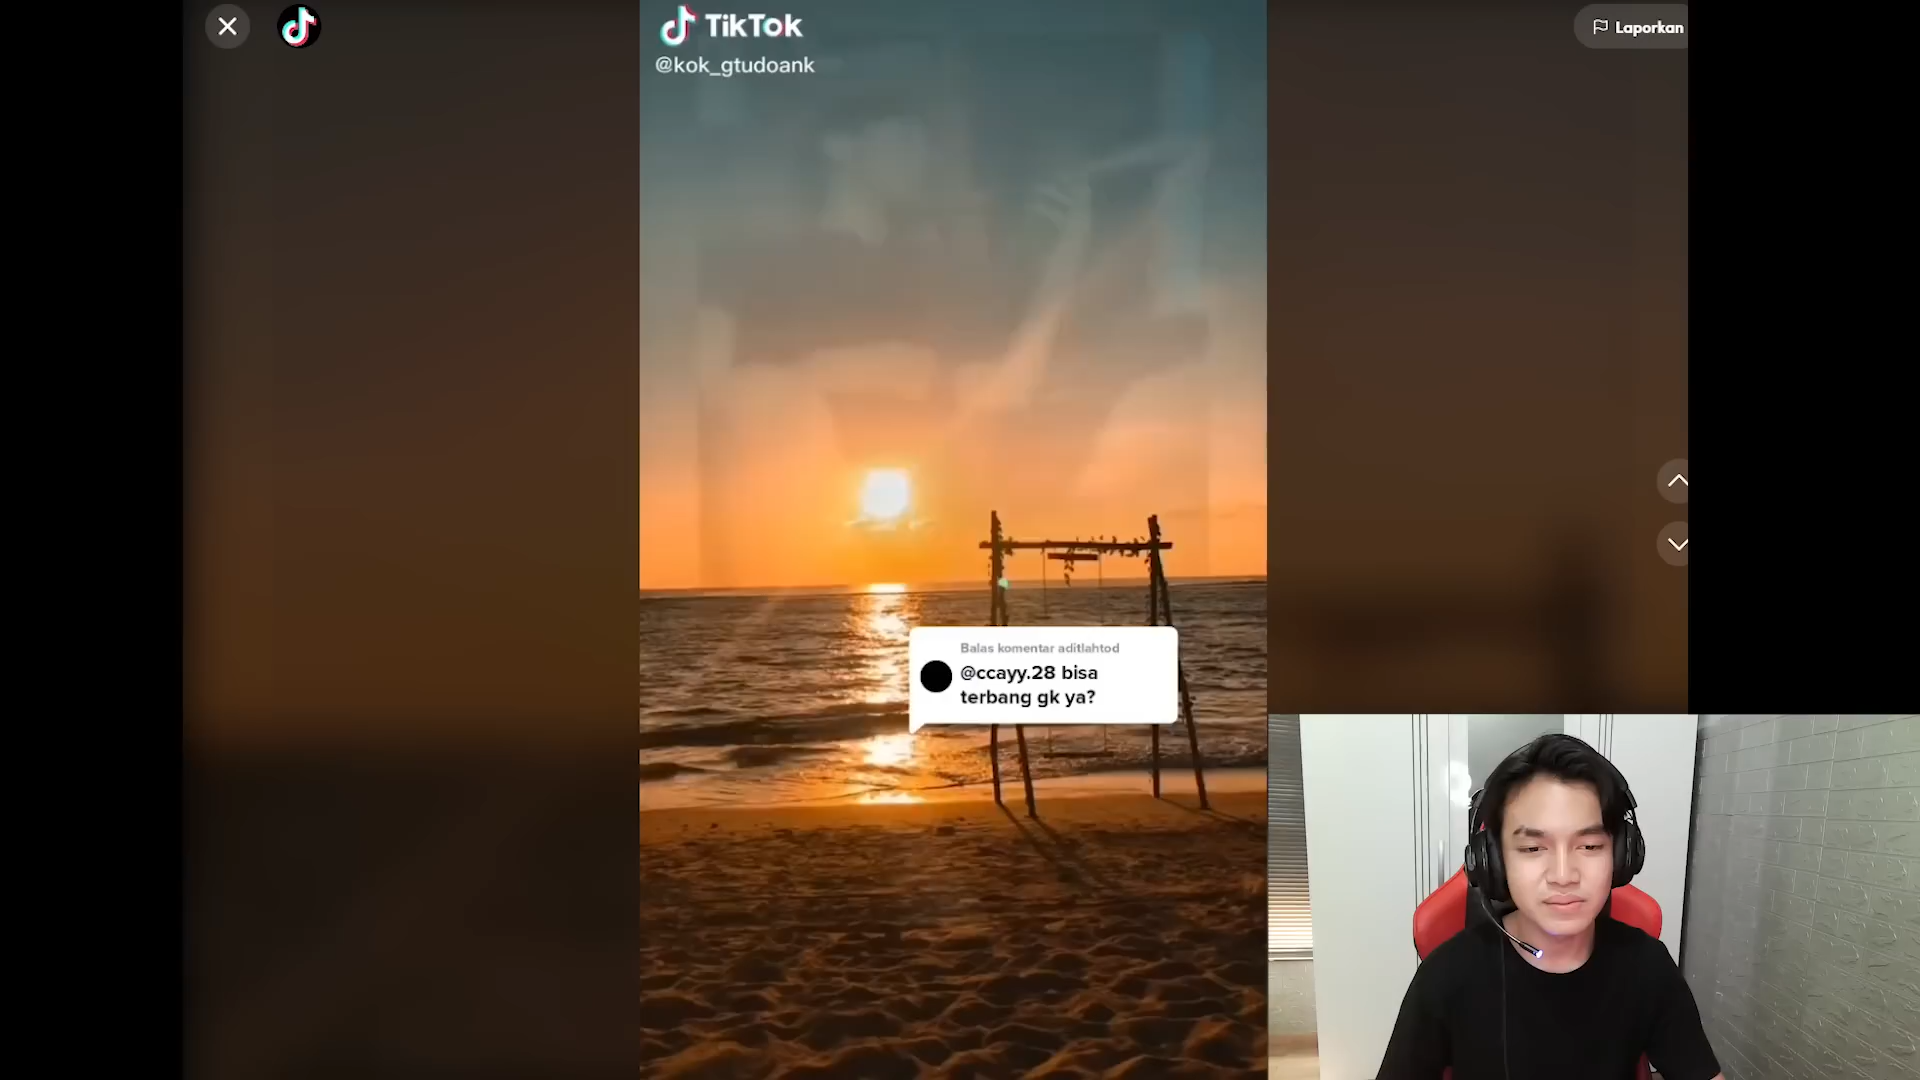 TikTok
@kok_gtudoank
Laporkan
Balas komentar aditlahtod
@ccayy.28 bisa
terbang gk ya?